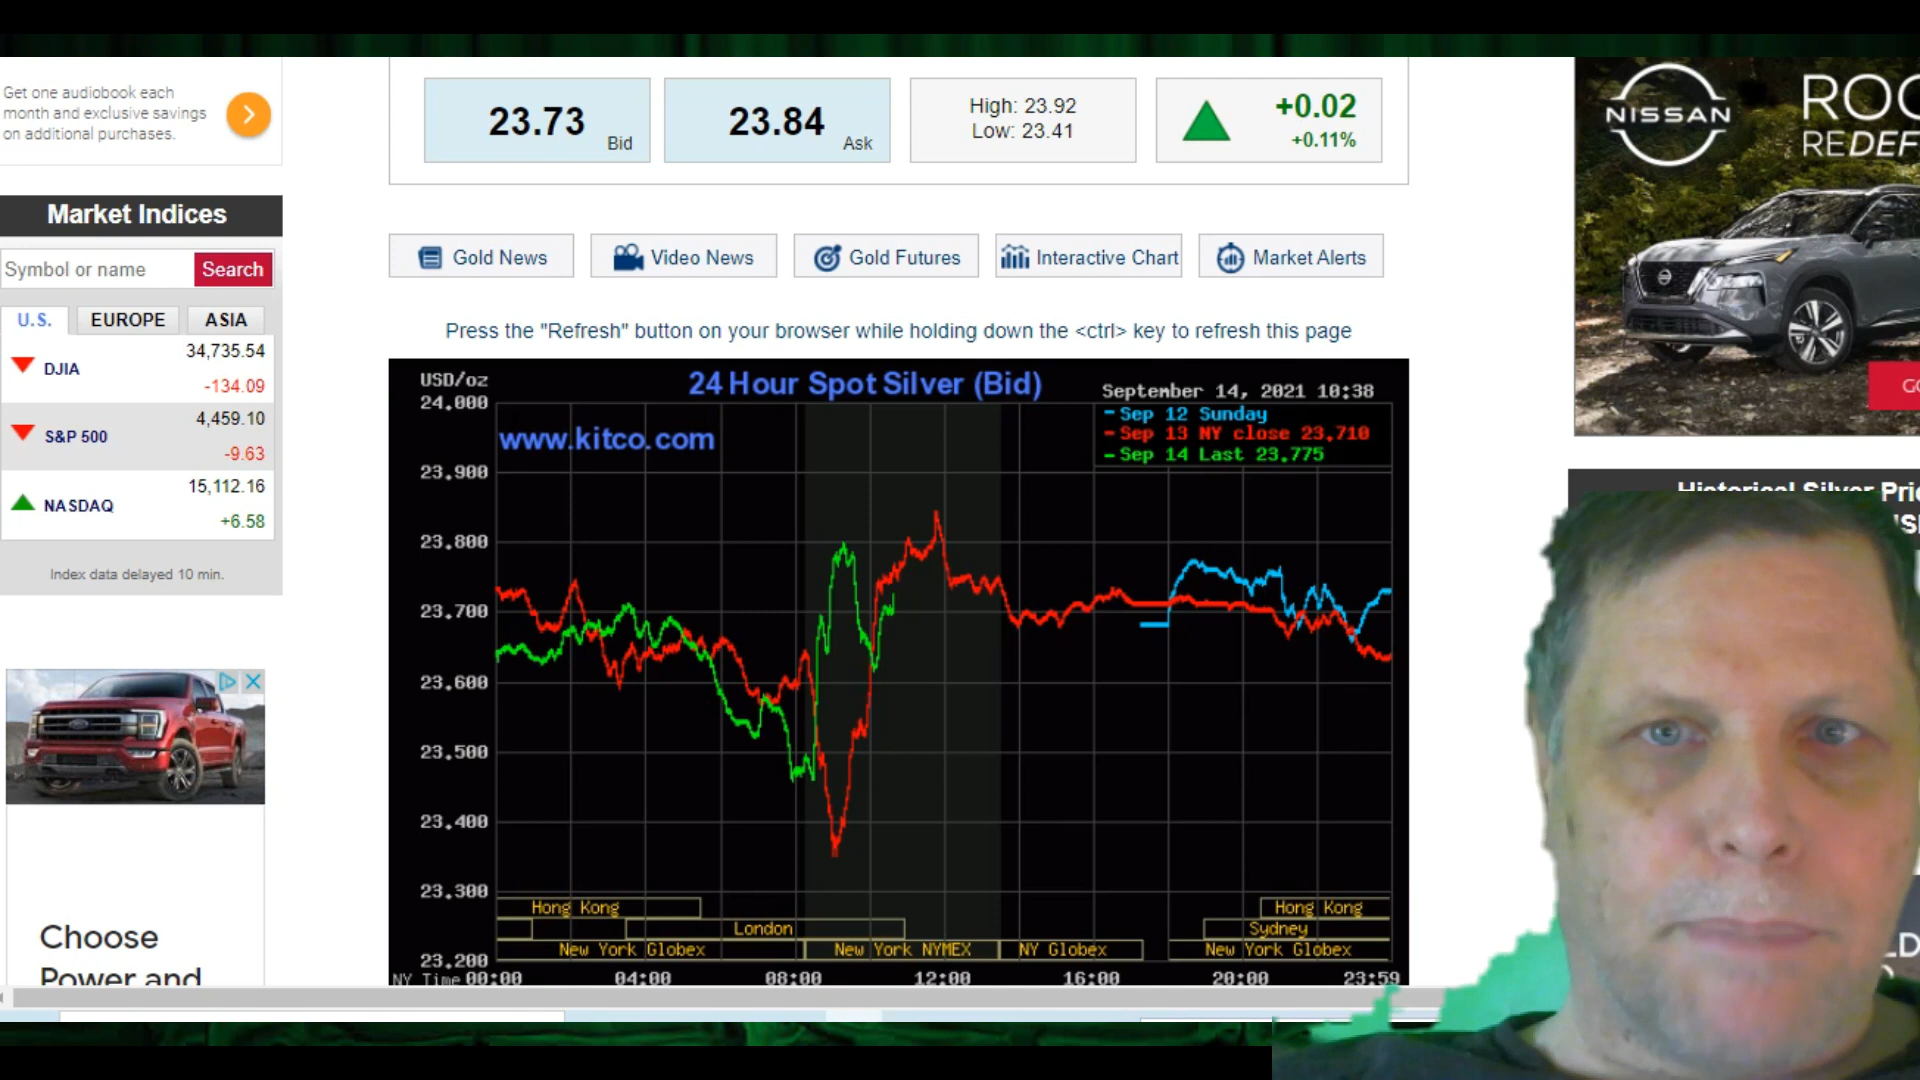 Get one audiobook each
month and exclusive savings
on additional purchases.
23.73 Bid
23.84 Ask
High: 23.92
Low: 23.41
+0.02
+0.11%
NISSAN
ROG
REDEF
Market Indices
Symbol or name
Search
U.S. EUROPE ASIA
34,735.54
DJIA
-134.09
4,459.10
S&P 500
-9.63
15,112.16
NASDAQ
+6.58
Index data delayed 10 min.
Gold News
Video News
Gold Futures
Interactive Chart
Market Alerts
Press the "Refresh" button on your browser while holding down the <ctrl> key to refresh this page
USD/oz
24 Hour Spot Silver (Bid)
September 14, 2021 10:38
www.kitco.com
Sep 12 Sunday
Sep 13 NY close 23.710
Sep 14 Last 23.775
24.000
23.900
23.800
23.700
23.600
23.500
23.400
23.300
23.200
Hong Kong
Hong Kong
London
Sydney
New York Globex
New York NYMEX
NY Globex
New York Globex
NY Time 00:00 04:00 08:00 12:00 16:00 20:00 23:59
Choose
Power and
GO
Historical Silver Pri